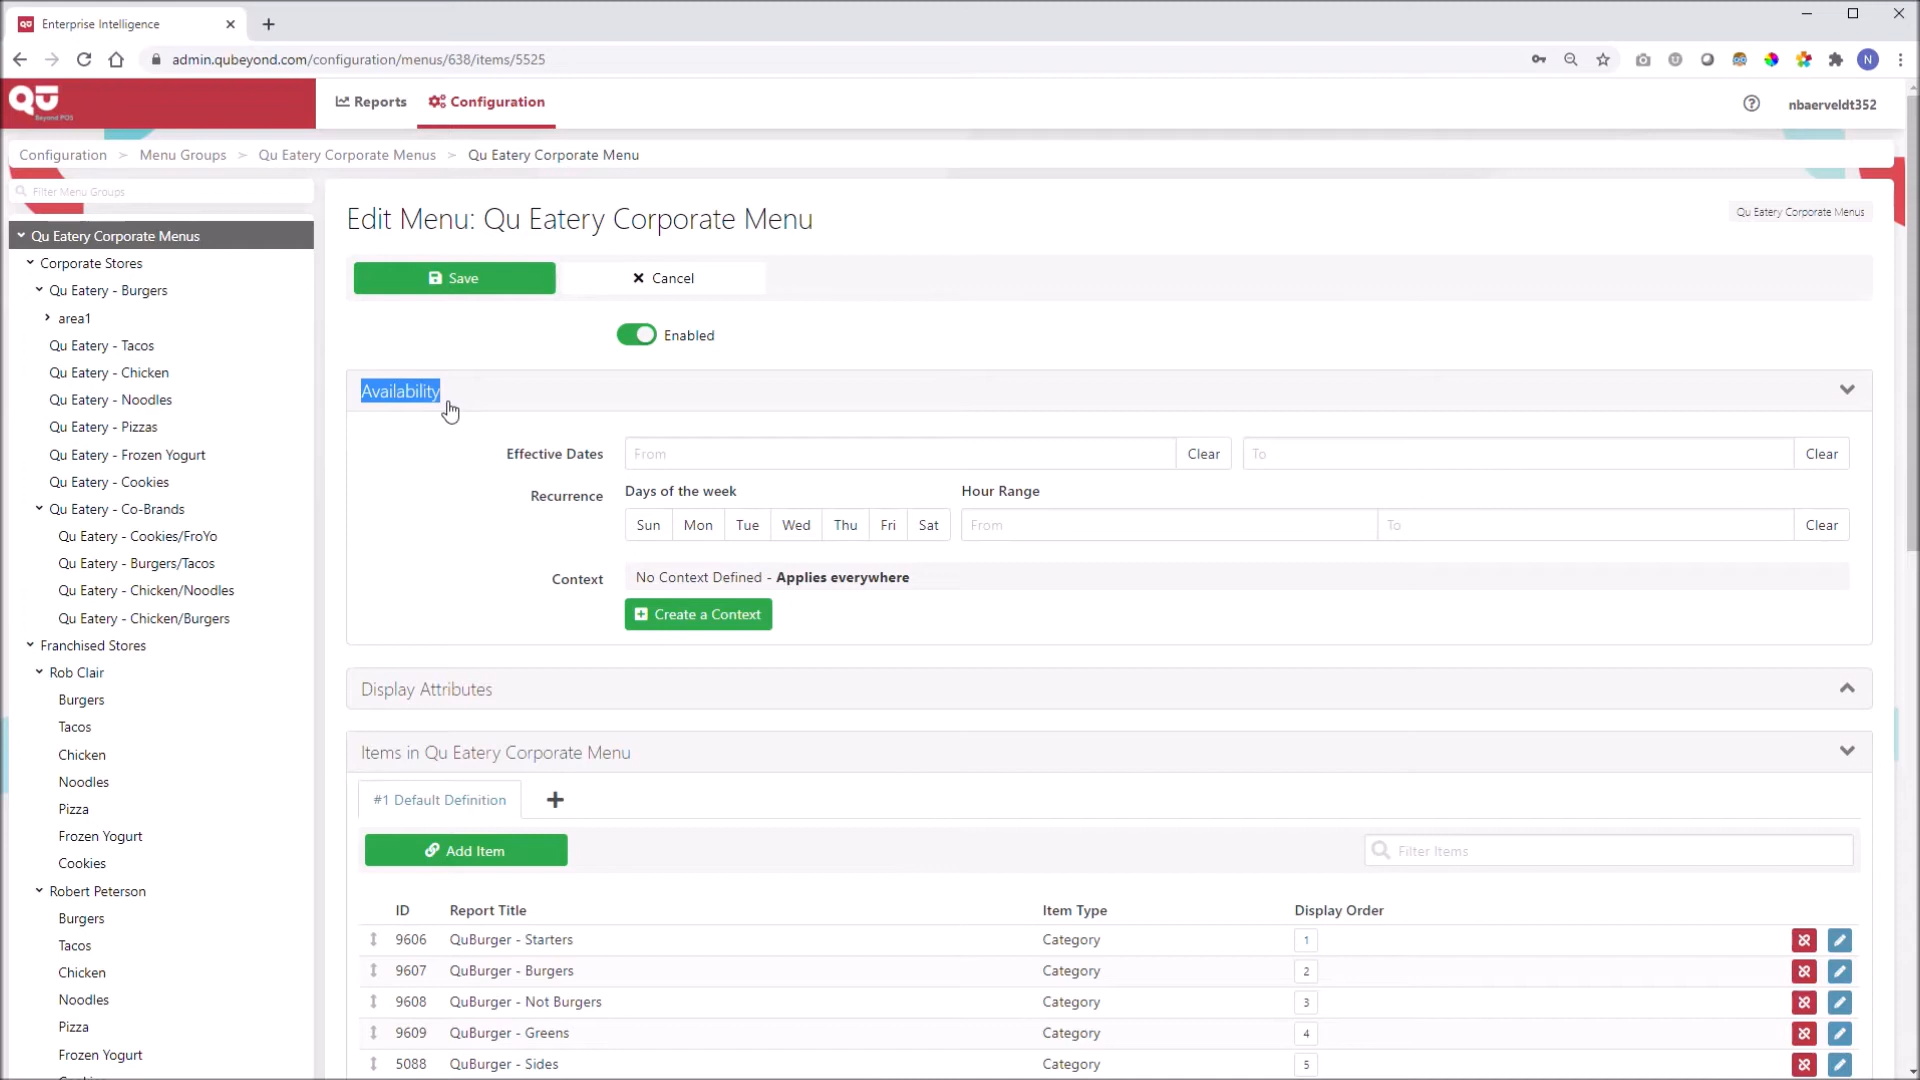 Enterprise Intelligence
admin.qubeyond.com/configuration/menus/638/items/5525
N
QU
Beyond POS
Reports
Configuration
nbaerveldt352
Configuration > Menu Groups > Qu Eatery Corporate Menus > Qu Eatery Corporate Menu
Filter Menu Groups
Qu Eatery Corporate Menus
Corporate Stores
Qu Eatery - Burgers
area1
Qu Eatery - Tacos
Qu Eatery - Chicken
Qu Eatery - Noodles
Qu Eatery - Pizzas
Qu Eatery - Frozen Yogurt
Qu Eatery - Cookies
Qu Eatery - Co-Brands
Qu Eatery - Cookies/FroYo
Qu Eatery - Burgers/Tacos
Qu Eatery - Chicken/Noodles
Qu Eatery - Chicken/Burgers
Franchised Stores
Rob Clair
Burgers
Tacos
Chicken
Noodles
Pizza
Frozen Yogurt
Cookies
Robert Peterson
Burgers
Tacos
Chicken
Noodles
Pizza
Frozen Yogurt
Edit Menu: Qu Eatery Corporate Menu
Qu Eatery Corporate Menus
Save
Cancel
Enabled
Availability
Effective Dates From Clear To Clear
Recurrence Days of the week Hour Range
Sun Mon Tue Wed Thu Fri Sat From To Clear
Context No Context Defined - Applies everywhere
Create a Context
Display Attributes
Items in Qu Eatery Corporate Menu
#1 Default Definition
Add Item
Filter Items
ID Report Title Item Type Display Order
9606 QuBurger - Starters Category 1
9607 QuBurger - Burgers Category 2
9608 QuBurger - Not Burgers Category 3
9609 QuBurger - Greens Category 4
5088 QuBurger - Sides Category 5